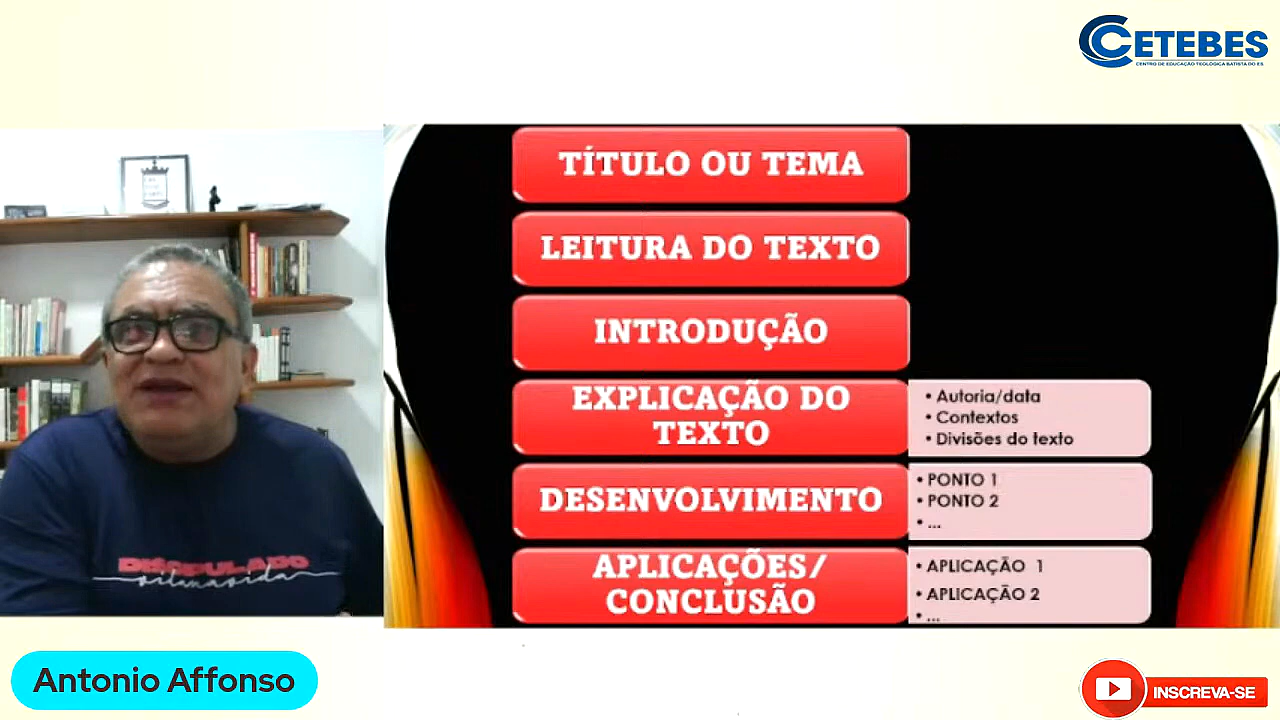 CETEBES
CENTRO DE EDUCAÇÃO TEOLÓGICA BATISTA DO ES
TÍTULO OU TEMA
LEITURA DO TEXTO
INTRODUÇÃO
EXPLICAÇÃO DO
TEXTO
• Autoria/data
• Contextos
• Divisões do texto
DESENVOLVIMENTO
• PONTO 1
• PONTO 2
• ...
APLICAÇÕES/
CONCLUSÃO
• APLICAÇÃO 1
• APLICAÇÃO 2
• ...
DISCIPULADO
Antonio Affonso
INSCREVA-SE